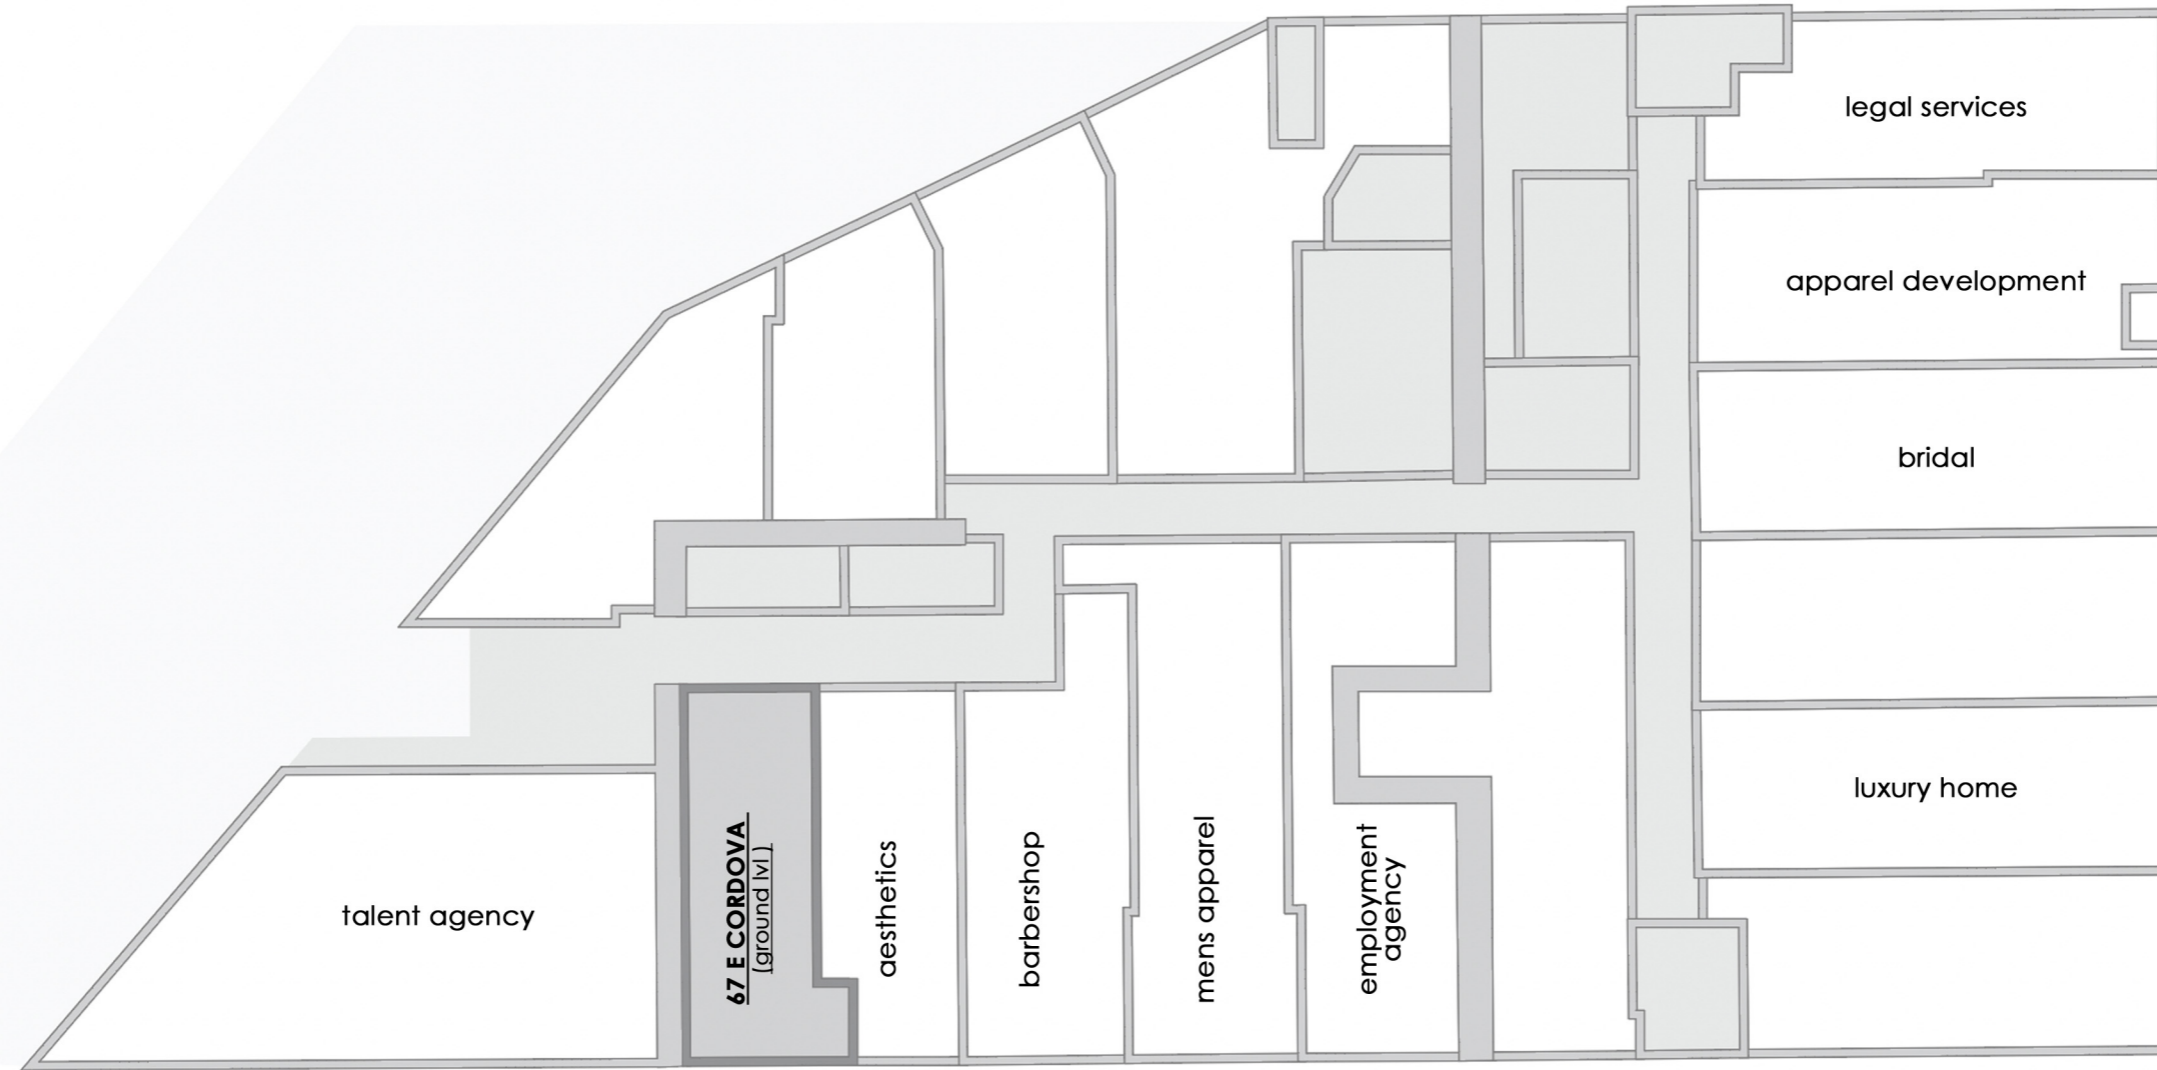 legal services
apparel development
bridal
luxury home
talent agency
67 E CORDOVA
(ground lvl )
aesthetics
barbershop
mens apparel
employment
agency